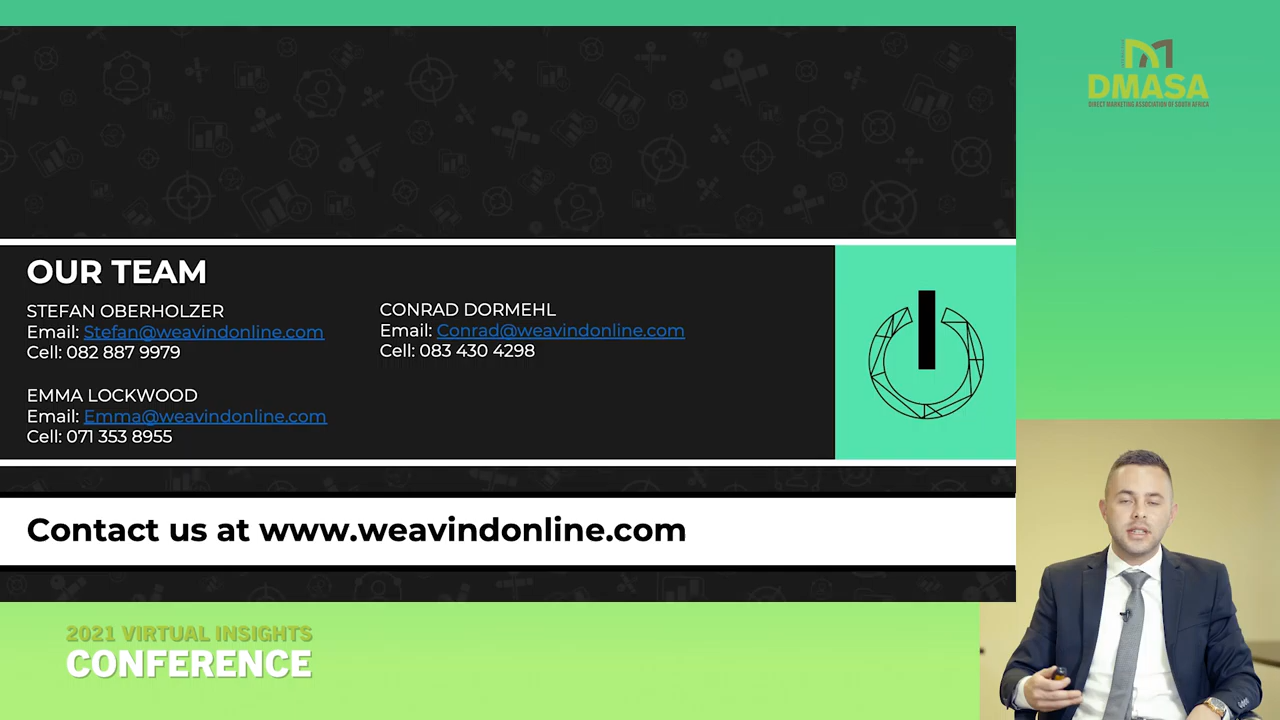 DMASA
DIRECT MARKETING ASSOCIATION OF SOUTH AFRICA
OUR TEAM
STEFAN OBERHOLZER
Email: Stefan@weavindonline.com
Cell: 082 887 9979
CONRAD DORMEHL
Email: Conrad@weavindonline.com
Cell: 083 430 4298
EMMA LOCKWOOD
Email: Emma@weavindonline.com
Cell: 071 353 8955
Contact us at www.weavindonline.com
2021 VIRTUAL INSIGHTS
CONFERENCE